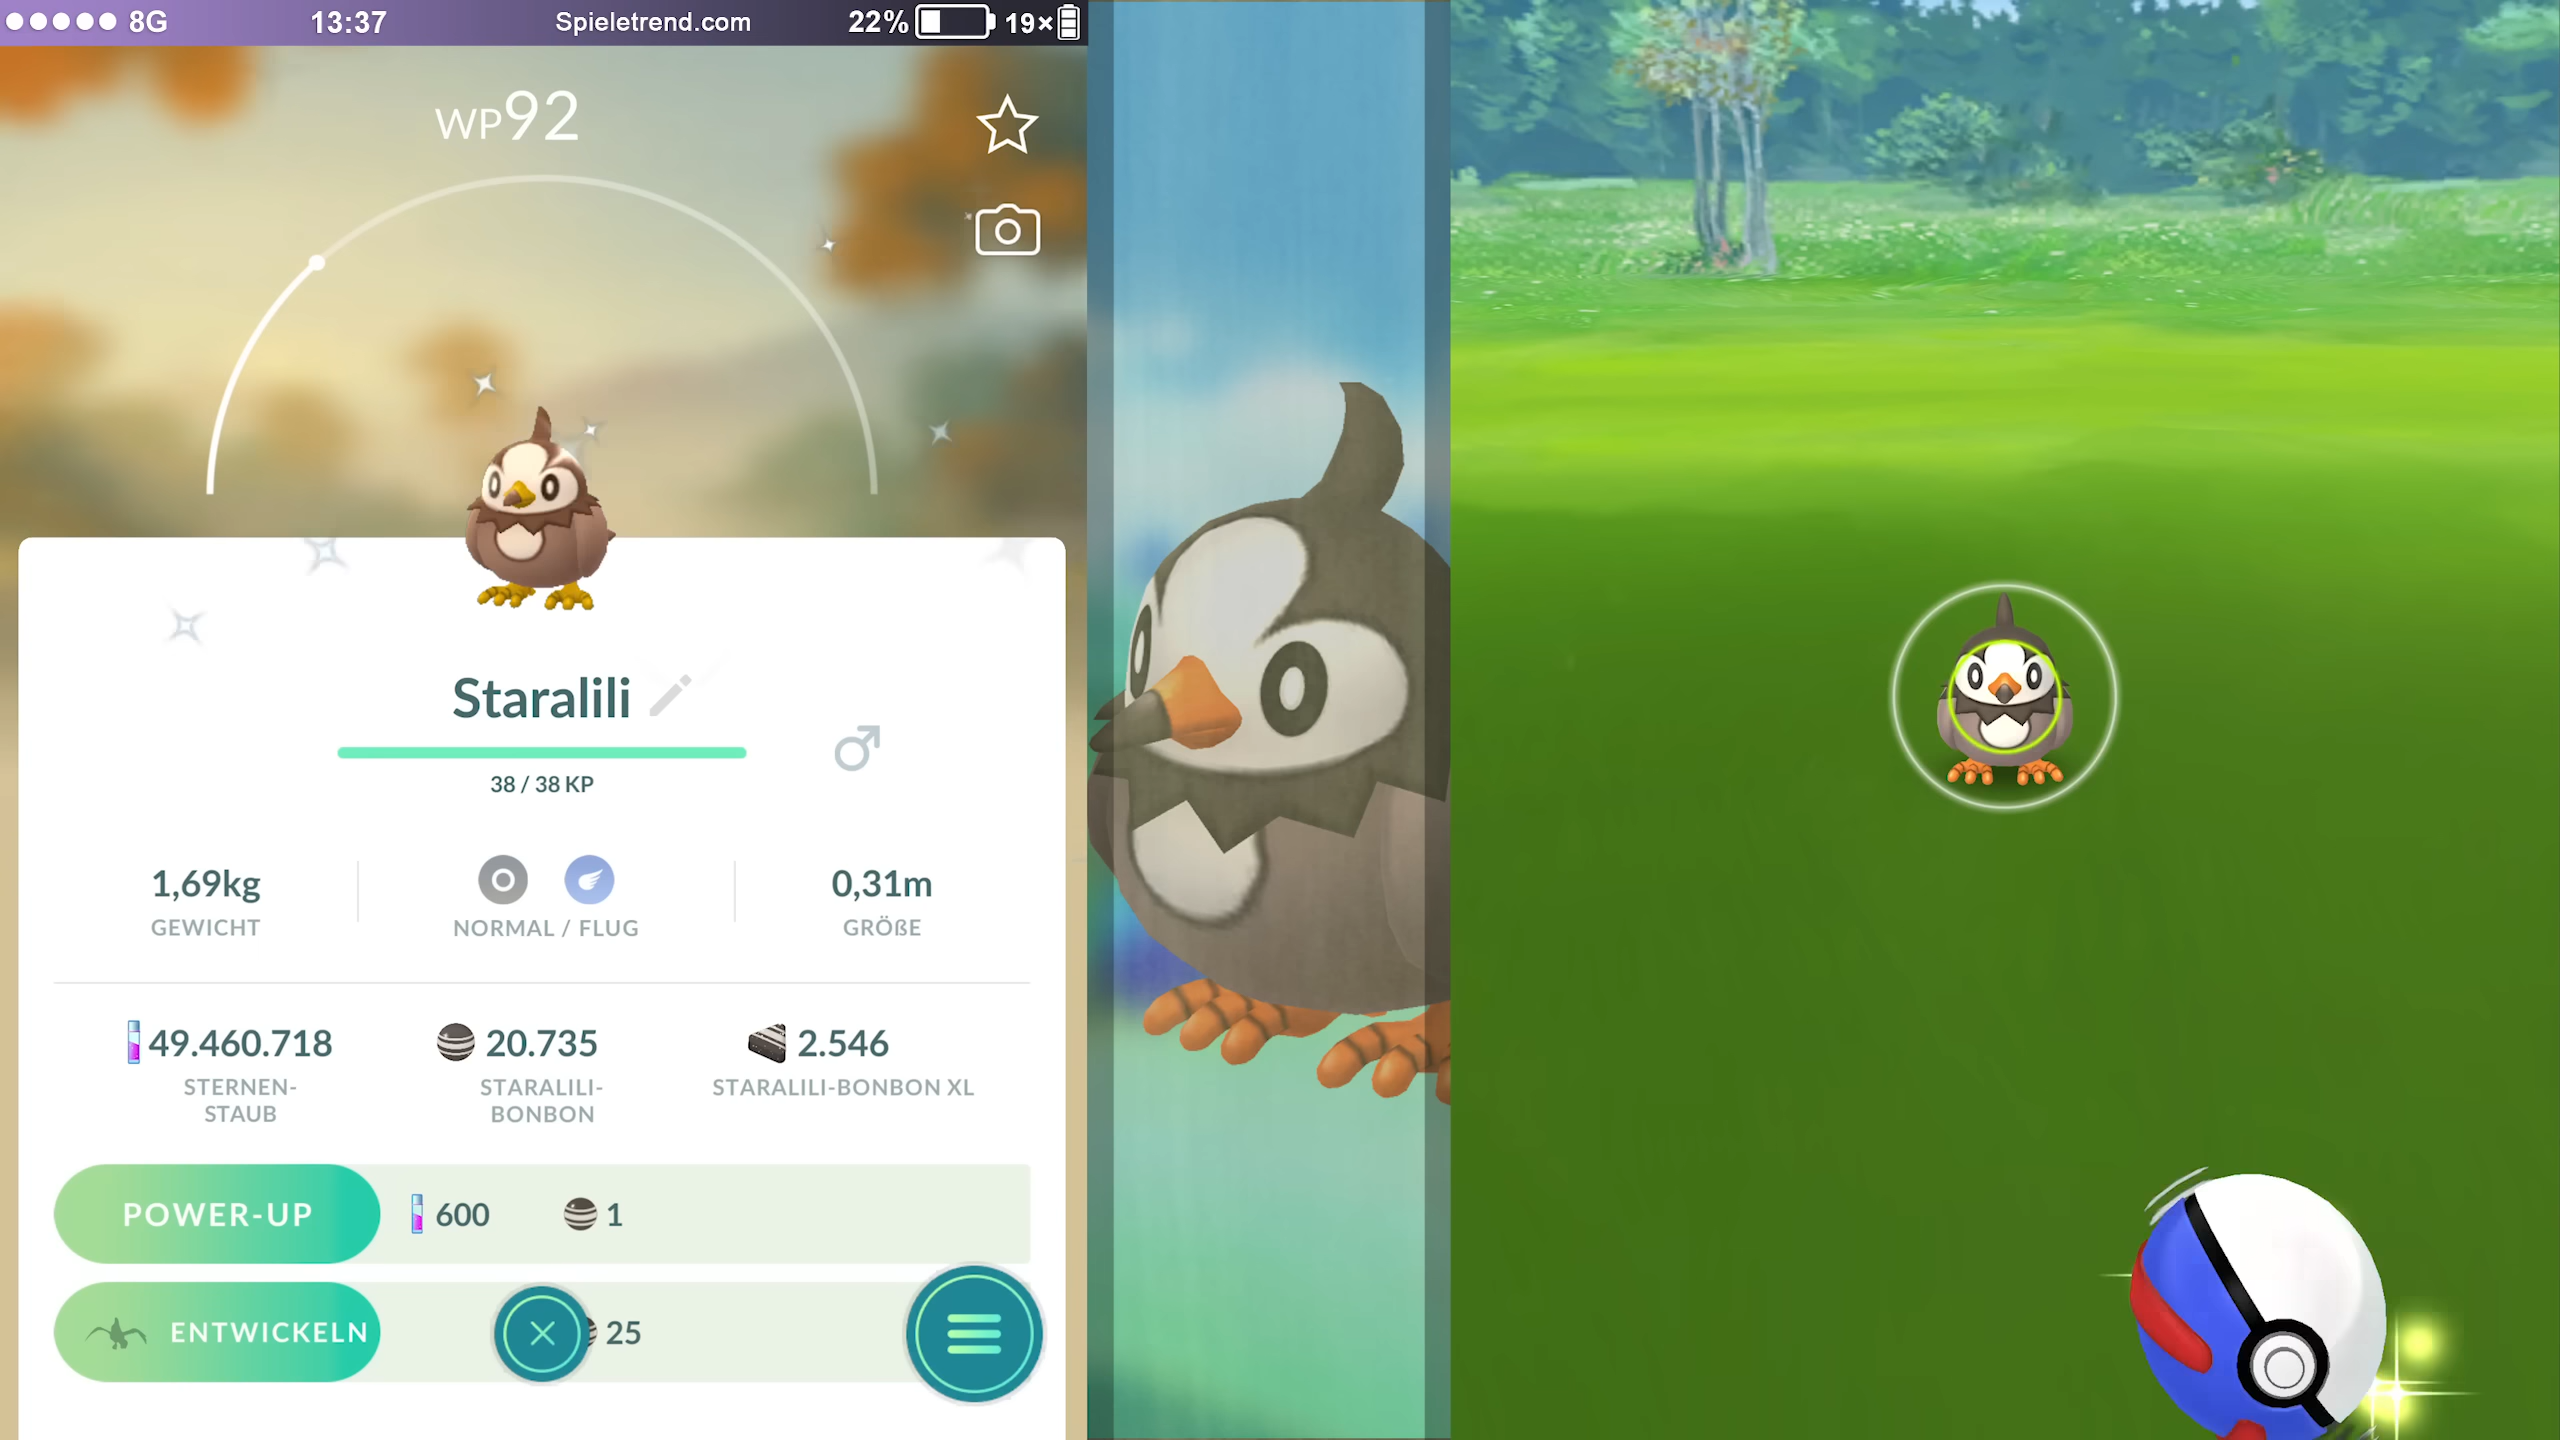 8G 13:37 Spieletrend.com 22% 19×
WP92
Staralili
38 / 38 KP
1,69kg
GEWICHT
NORMAL / FLUG
0,31m
GRÖßE
49.460.718
STERNEN-
STAUB
20.735
STARALILI-
BONBON
2.546
STARALILI-BONBON XL
POWER-UP 600 1
ENTWICKELN 25